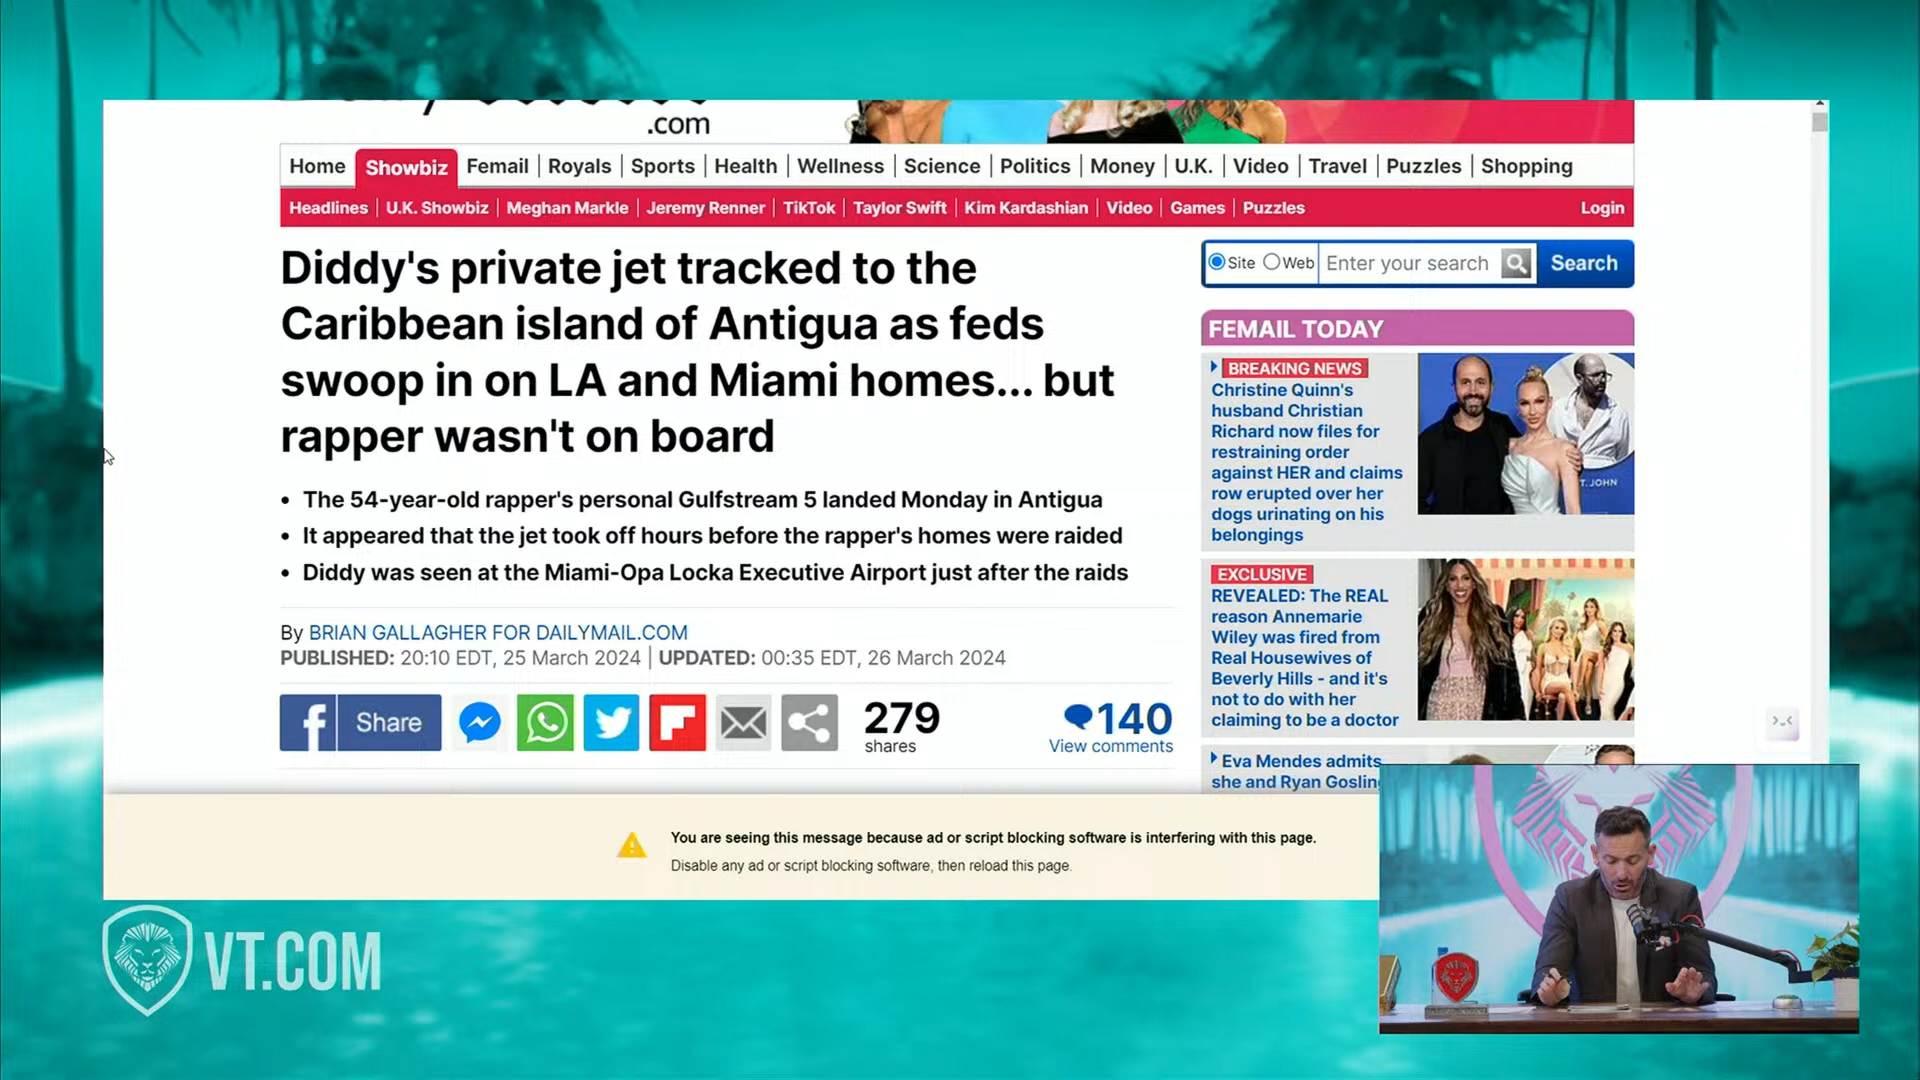 .com
Home
Showbiz
Femail
Royals
Sports
Health
Wellness
Science
Politics
Money
U.K.
Video
Travel
Puzzles
Shopping
Headlines
U.K. Showbiz
Meghan Markle
Jeremy Renner
TikTok
Taylor Swift
Kim Kardashian
Video
Games
Puzzles
Login
Diddy's private jet tracked to the
Caribbean island of Antigua as feds
swoop in on LA and Miami homes... but
rapper wasn't on board
• The 54-year-old rapper's personal Gulfstream 5 landed Monday in Antigua
• It appeared that the jet took off hours before the rapper's homes were raided
• Diddy was seen at the Miami-Opa Locka Executive Airport just after the raids
By BRIAN GALLAGHER FOR DAILYMAIL.COM
PUBLISHED: 20:10 EDT, 25 March 2024 | UPDATED: 00:35 EDT, 26 March 2024
Share
279
shares
140
View comments
Site Web Enter your search Search
FEMAIL TODAY
BREAKING NEWS
Christine Quinn's
husband Christian
Richard now files for
restraining order
against HER and claims
row erupted over her
dogs urinating on his
belongings
T. JOHN
EXCLUSIVE
REVEALED: The REAL
reason Annemarie
Wiley was fired from
Real Housewives of
Beverly Hills - and it's
not to do with her
claiming to be a doctor
Eva Mendes admits
she and Ryan Gosling
You are seeing this message because ad or script blocking software is interfering with this page.
Disable any ad or script blocking software, then reload this page.
VT.COM